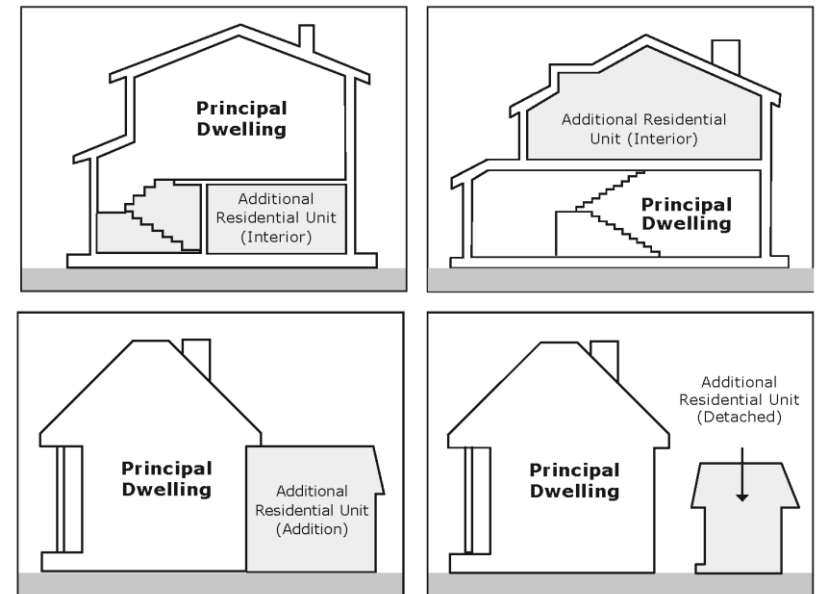 Principal
Dwelling
Additional
Residential Unit
(Interior)
Additional Residential
Unit (Interior)
Principal
Dwelling
Principal
Dwelling
Additional
Residential Unit
(Addition)
Additional
Residential Unit
(Detached)
Principal
Dwelling